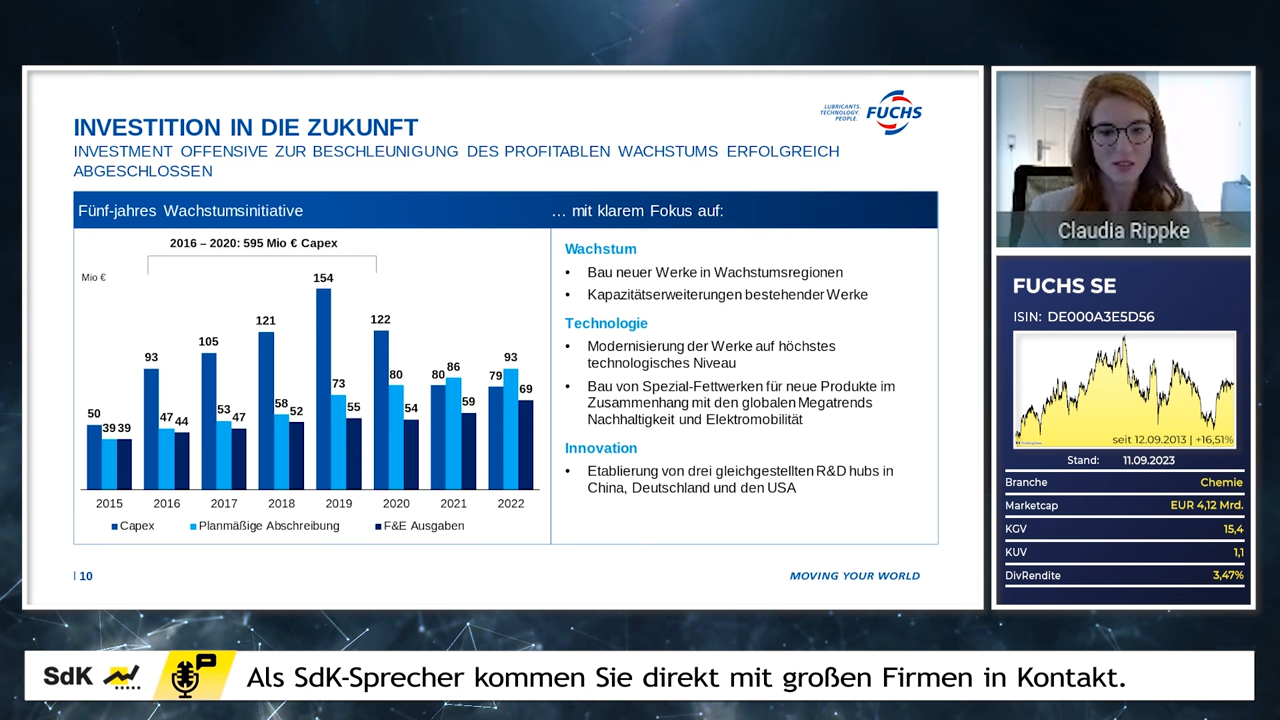 INVESTITION IN DIE ZUKUNFT
INVESTMENT OFFENSIVE ZUR BESCHLEUNIGUNG DES PROFITABLEN WACHSTUMS ERFOLGREICH
ABGESCHLOSSEN
LUBRICANTS.
TECHNOLOGY.
PEOPLE.
FUCHS
Fünf-jahres Wachstumsinitiative
2016 – 2020: 595 Mio € Capex
Mio €
50 39 39
93 47 44
105 53 47
121 58 52
154 73 55
122 80 54
80 86 59
79 93 69
2015 2016 2017 2018 2019 2020 2021 2022
Capex Planmäßige Abschreibung F&E Ausgaben
… mit klarem Fokus auf:
Wachstum
• Bau neuer Werke in Wachstumsregionen
• Kapazitätserweiterungen bestehender Werke
Technologie
• Modernisierung der Werke auf höchstes
technologisches Niveau
• Bau von Spezial-Fettwerken für neue Produkte im
Zusammenhang mit den globalen Megatrends
Nachhaltigkeit und Elektromobilität
Innovation
• Etablierung von drei gleichgestellten R&D hubs in
China, Deutschland und den USA
| 10
MOVING YOUR WORLD
Claudia Rippke
FUCHS SE
ISIN: DE000A3E5D56
seit 12.09.2013 | +16,51%
Stand: 11.09.2023
Branche Chemie
Marketcap EUR 4,12 Mrd.
KGV 15,4
KUV 1,1
DivRendite 3,47%
SdK
Als SdK-Sprecher kommen Sie direkt mit großen Firmen in Kontakt.